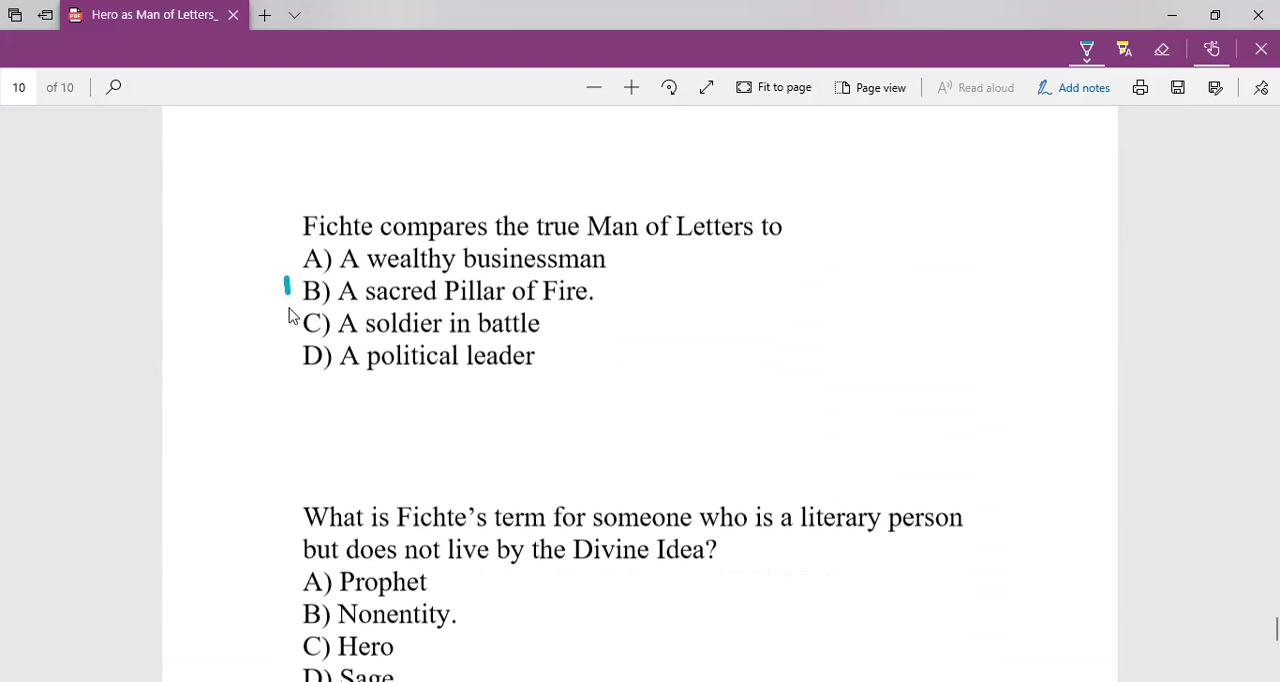 Hero as Man of Letters_
10 of 10
Fit to page
Page view
Read aloud
Add notes
Fichte compares the true Man of Letters to
A) A wealthy businessman
B) A sacred Pillar of Fire.
C) A soldier in battle
D) A political leader
What is Fichte’s term for someone who is a literary person
but does not live by the Divine Idea?
A) Prophet
B) Nonentity.
C) Hero
D) Sage